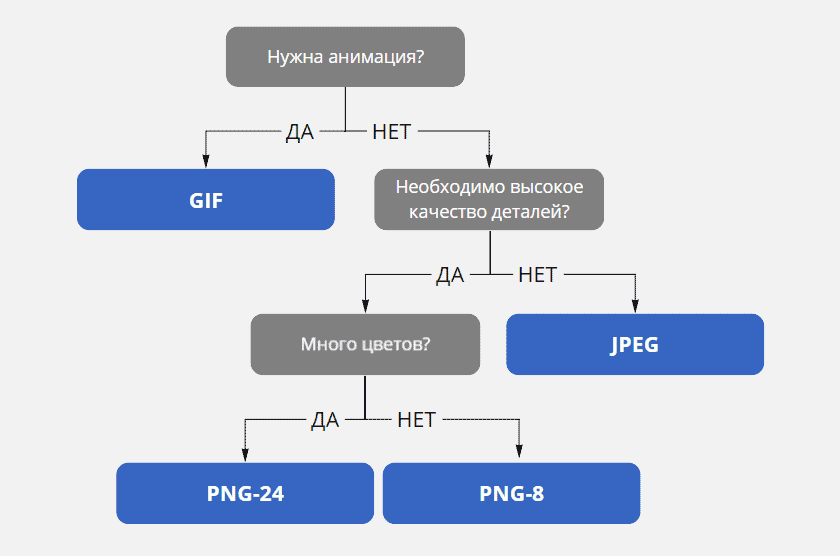 Нужна анимация?
ДА
НЕТ
GIF
Необходимо высокое
качество деталей?
ДА
НЕТ
Много цветов?
JPEG
ДА
НЕТ
PNG-24
PNG-8